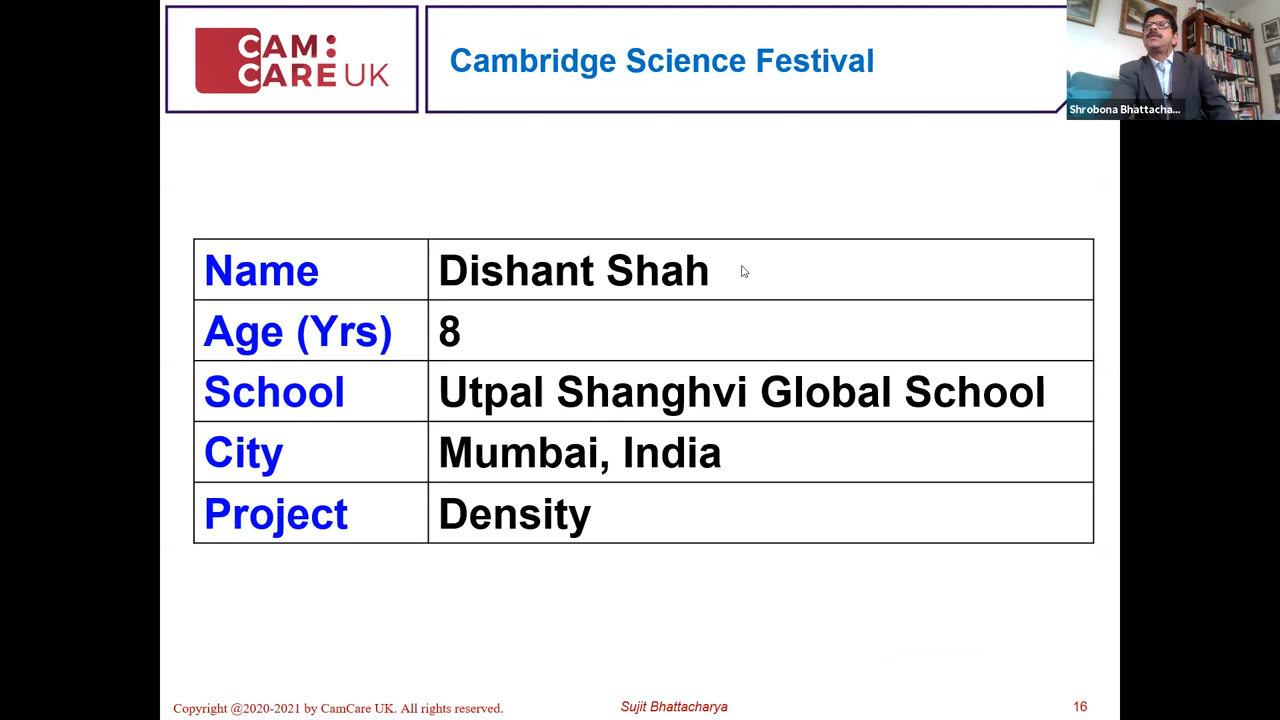 CAM:
CARE UK
Cambridge Science Festival
Shrobona Bhattacha...
Name Dishant Shah
Age (Yrs) 8
School Utpal Shanghvi Global School
City Mumbai, India
Project Density
Copyright @2020-2021 by CamCare UK. All rights reserved. Sujit Bhattacharya 16